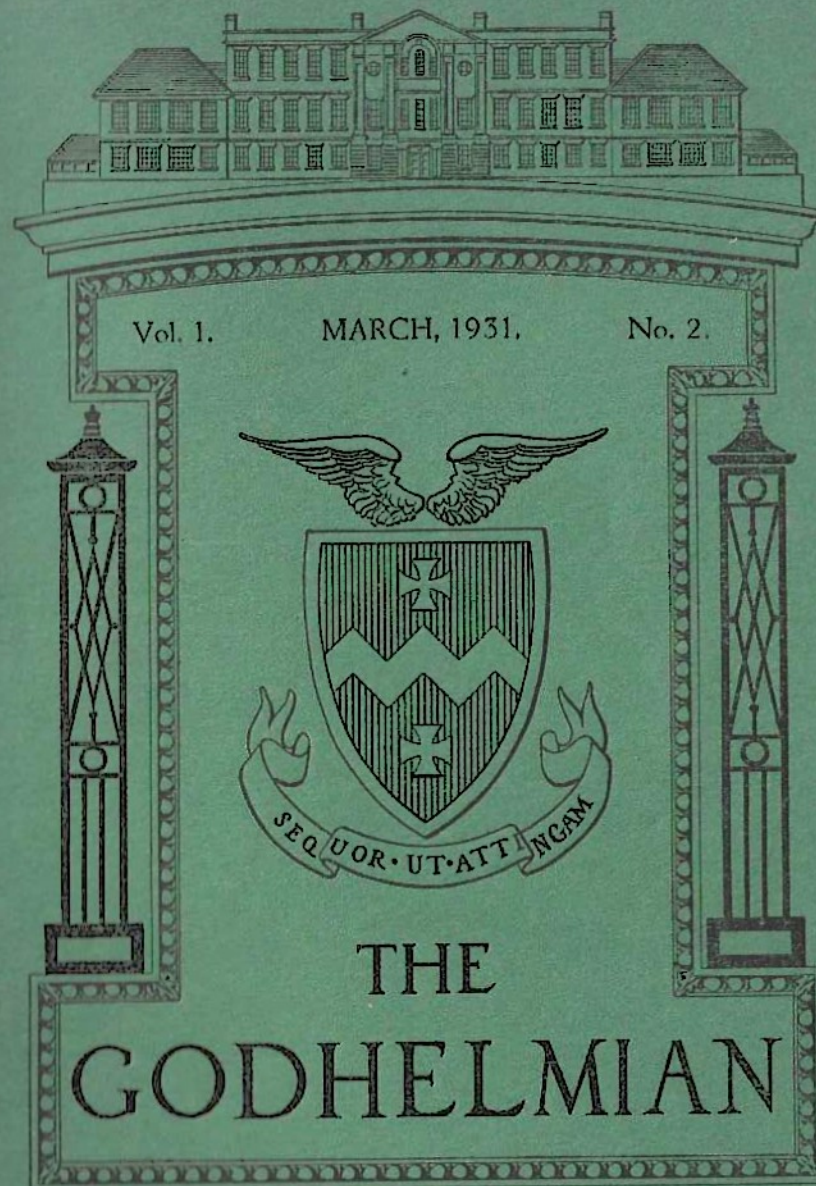 Vol. 1. MARCH, 1931. No. 2.
SEQUOR·UT·ATTINGAM
THE
GODHELMIAN